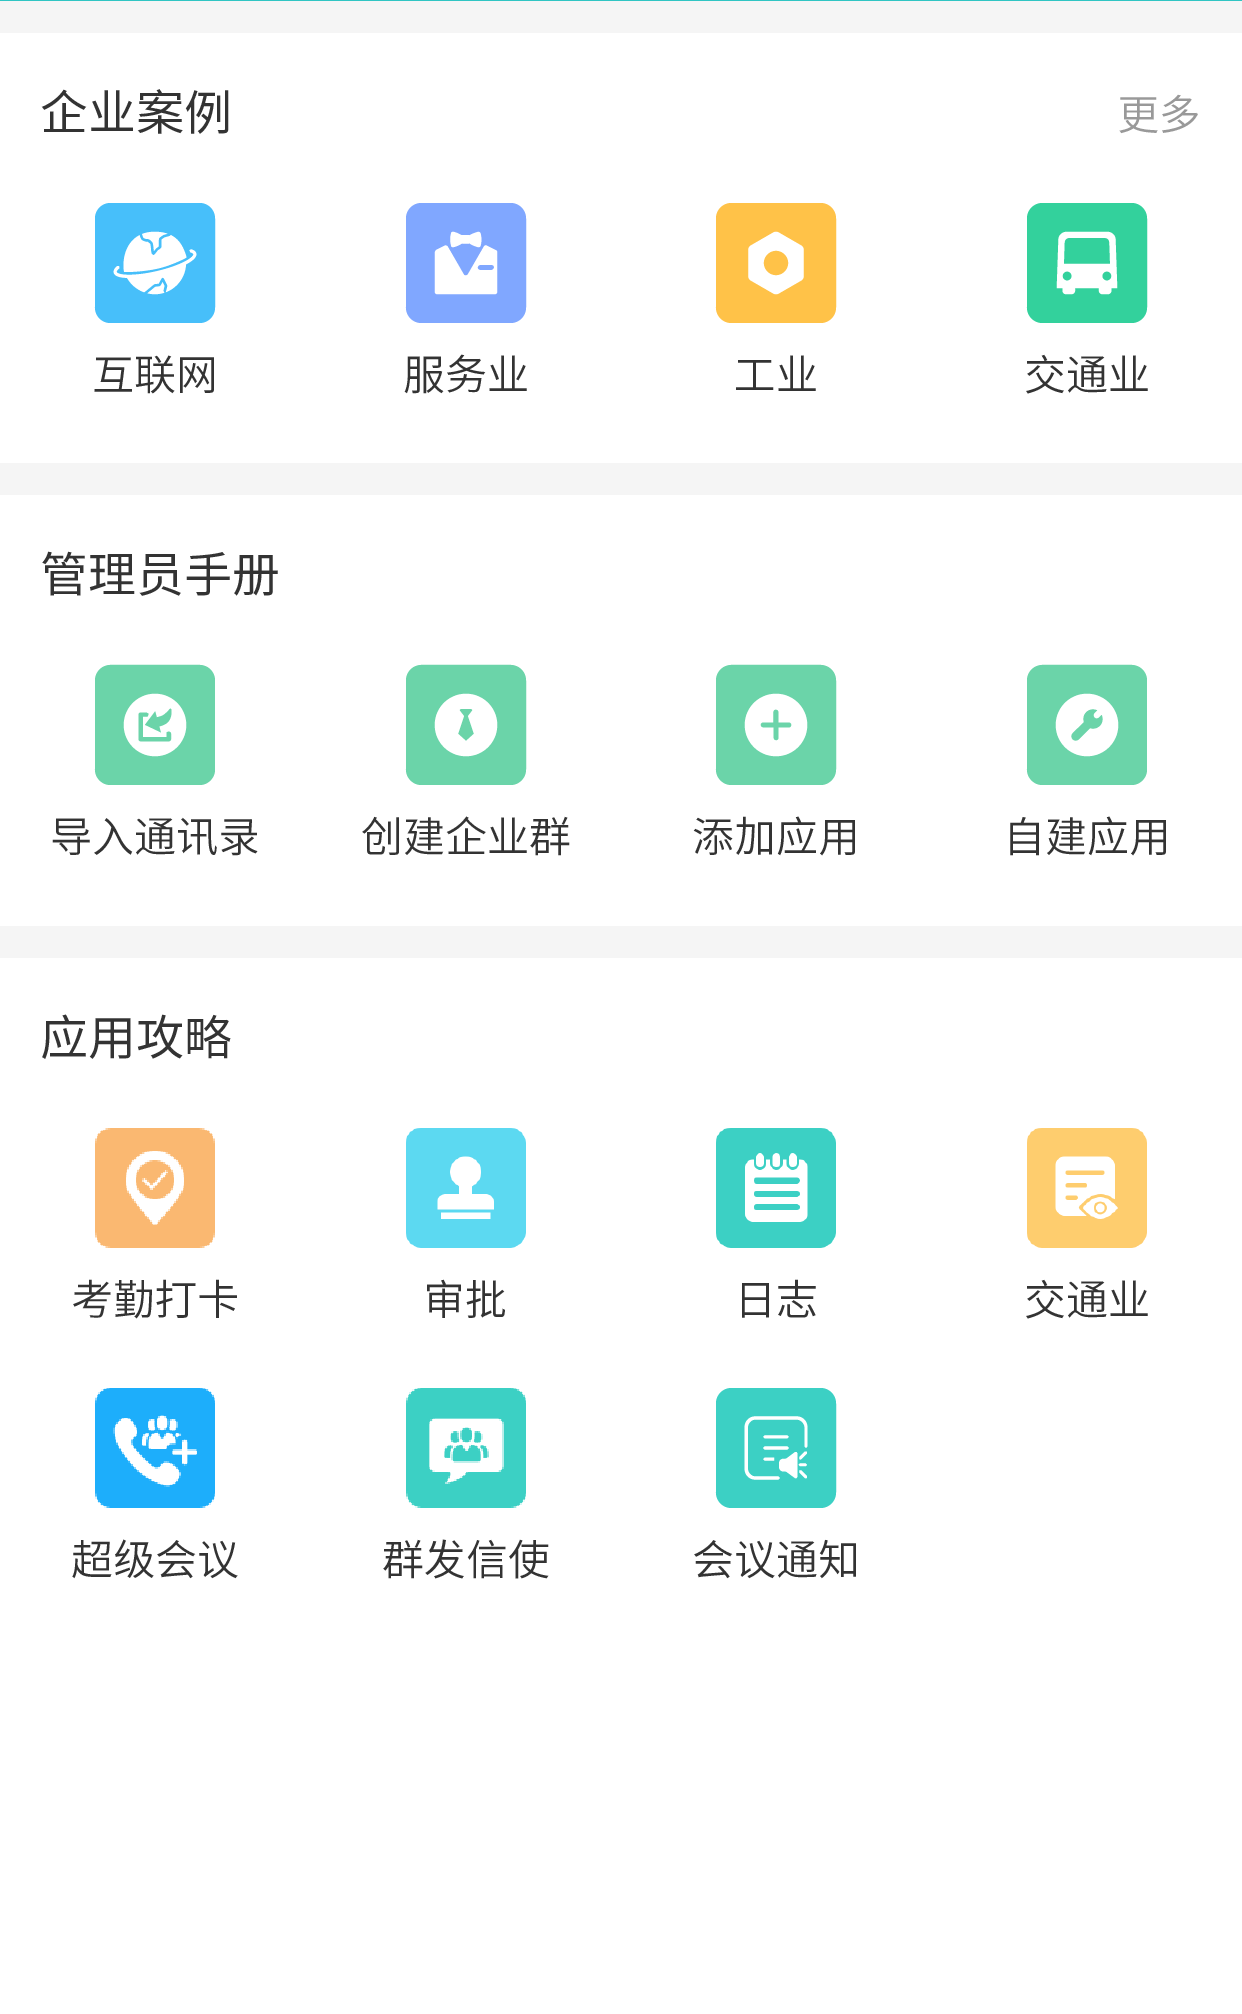 企业案例 更多
互联网 服务业 工业 交通业
管理员手册
导入通讯录 创建企业群 添加应用 自建应用
应用攻略
考勤打卡 审批 日志 交通业
超级会议 群发信使 会议通知